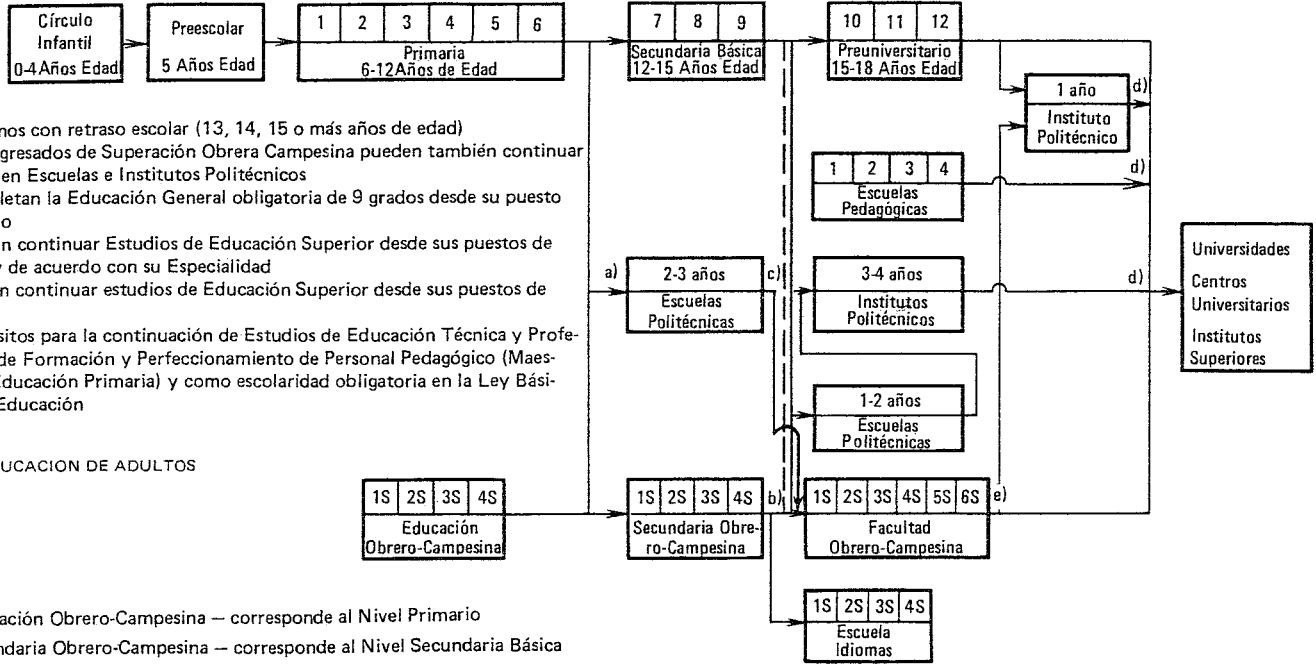 Círculo
Infantil
0-4 Años Edad
Preescolar
5 Años Edad
1 2 3 4 5 6
Primaria
6-12 Años de Edad
7 8 9
Secundaria Básica
12-15 Años Edad
10 11 12
Preuniversitario
15-18 Años Edad
1 año
Instituto
Politécnico
d)
nos con retraso escolar (13, 14, 15 o más años de edad)
gresados de Superación Obrera Campesina pueden también continuar
en Escuelas e Institutos Politécnicos
letan la Educación General obligatoria de 9 grados desde su puesto
o
n continuar Estudios de Educación Superior desde sus puestos de
y de acuerdo con su Especialidad
n continuar estudios de Educación Superior desde sus puestos de
sitos para la continuación de Estudios de Educación Técnica y Profe-
de Formación y Perfeccionamiento de Personal Pedagógico (Maes-
Educación Primaria) y como escolaridad obligatoria en la Ley Bási-
Educación
1 2 3 4
Escuelas
Pedagógicas
d)
a)
2-3 años
Escuelas
Politécnicas
c)
3-4 años
Institutos
Politécnicos
d)
Universidades
Centros
Universitarios
Institutos
Superiores
1-2 años
Escuelas
Politécnicas
UCACION DE ADULTOS
1S 2S 3S 4S
Educación
Obrero-Campesina
1S 2S 3S 4S
Secundaria Obre-
ro-Campesina
b)
1S 2S 3S 4S 5S 6S
Facultad
Obrero-Campesina
e)
1S 2S 3S 4S
Escuela
Idiomas
ación Obrero-Campesina — corresponde al Nivel Primario
ndaria Obrero-Campesina — corresponde al Nivel Secundaria Básica